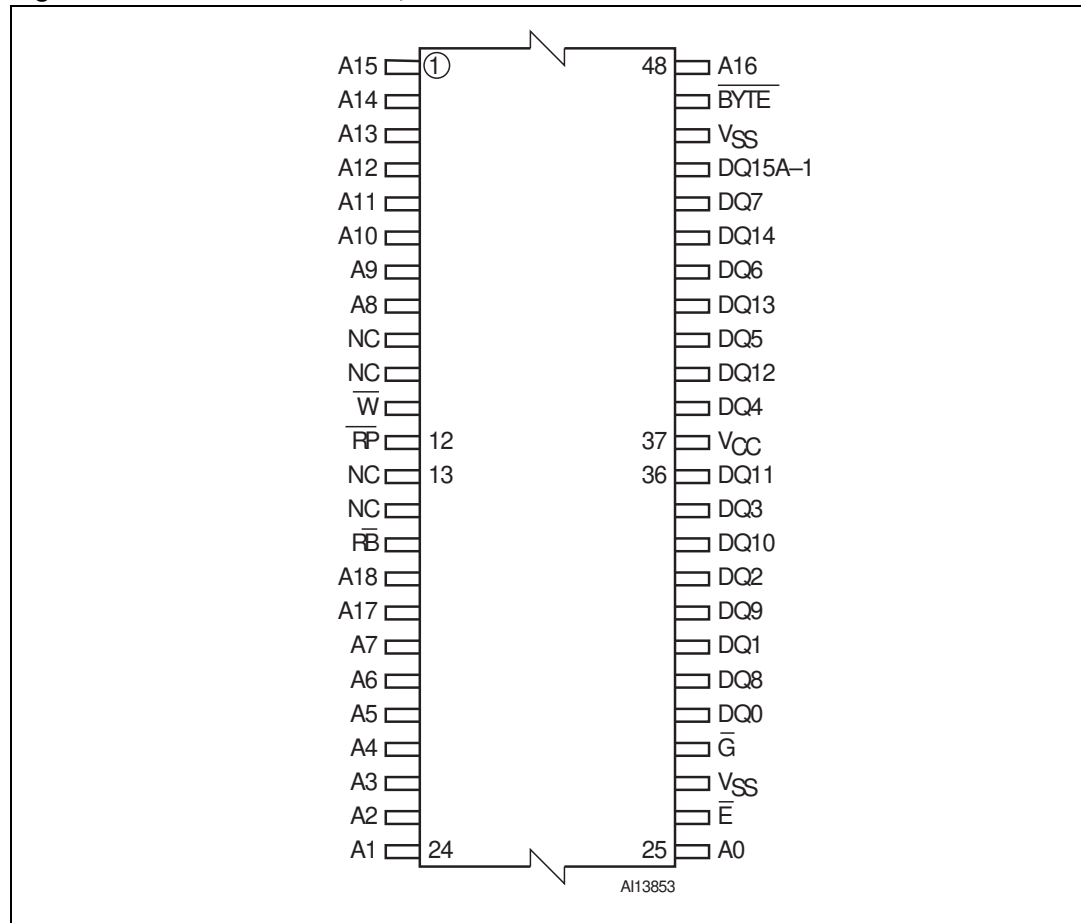 A15 1 48 A16
A14 B̅Y̅T̅E̅
A13 VSS
A12 DQ15A–1
A11 DQ7
A10 DQ14
A9 DQ6
A8 DQ13
NC DQ5
NC DQ12
W̅ DQ4
R̅P̅ 12 37 VCC
NC 13 36 DQ11
NC DQ3
RB̅ DQ10
A18 DQ2
A17 DQ9
A7 DQ1
A6 DQ8
A5 DQ0
A4 G̅
A3 VSS
A2 E̅
A1 24 25 A0
AI13853